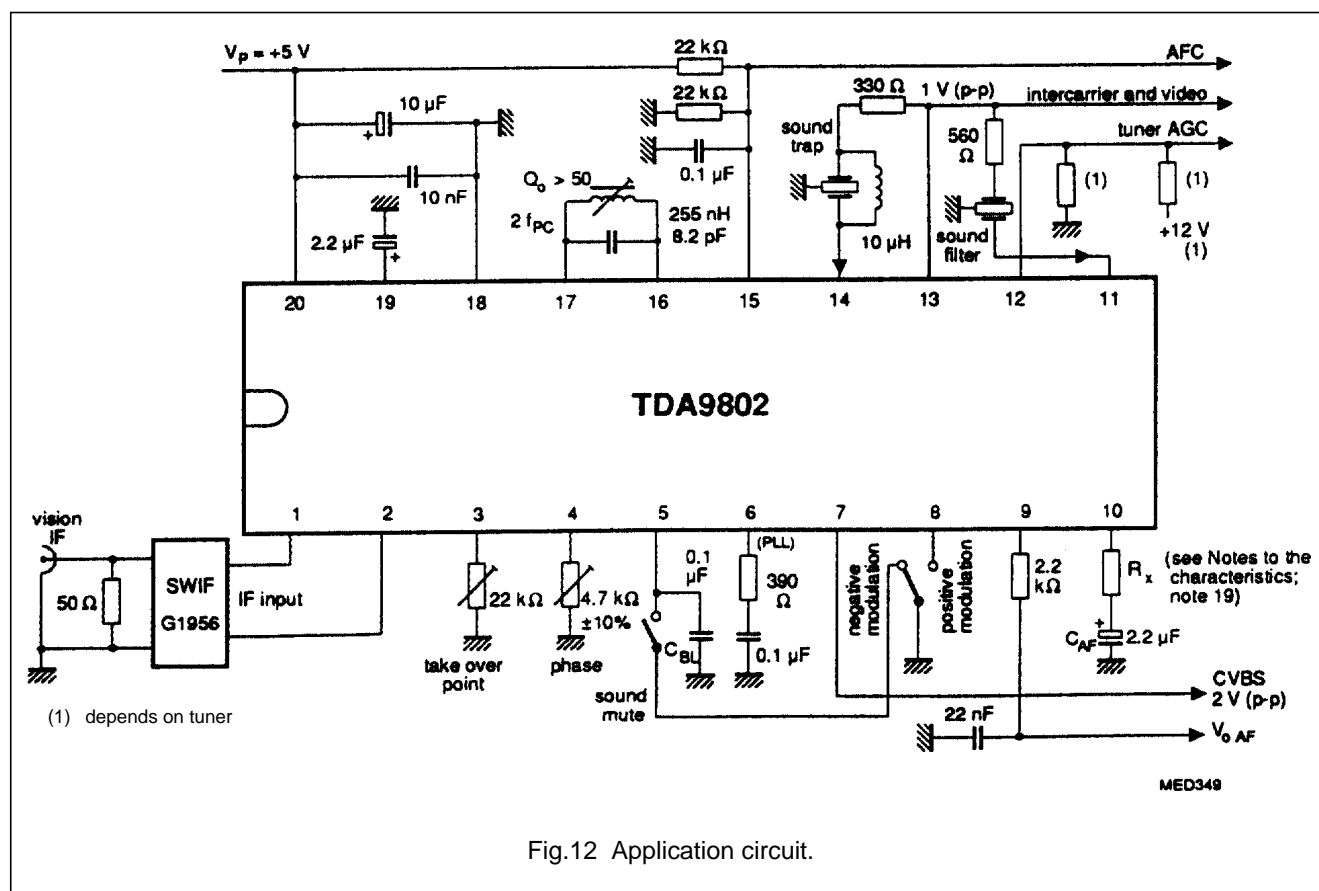 Vp = +5 V
22 kΩ
AFC
10 µF
+
22 kΩ
330 Ω
1 V (p-p)
intercarrier and video
sound
trap
560
Ω
tuner AGC
10 nF
Qo > 50
0.1 µF
(1)
(1)
2 fPC
255 nH
8.2 pF
2.2 µF
+
10 µH
sound
filter
+12 V
(1)
20
19
18
17
16
15
14
13
12
11
TDA9802
1
2
3
4
5
6
7
8
9
10
vision
IF
50 Ω
SWIF
G1956
IF input
22 kΩ
take over
point
4.7 kΩ
±10%
phase
0.1
µF
CBL
sound
mute
(PLL)
390
Ω
0.1 µF
negative
modulation
positive
modulation
2.2
kΩ
Rx
(see Notes to the
characteristics;
note 19)
+
CAF
2.2 µF
CVBS
2 V (p-p)
22 nF
Vo AF
(1) depends on tuner
MED349
Fig.12 Application circuit.